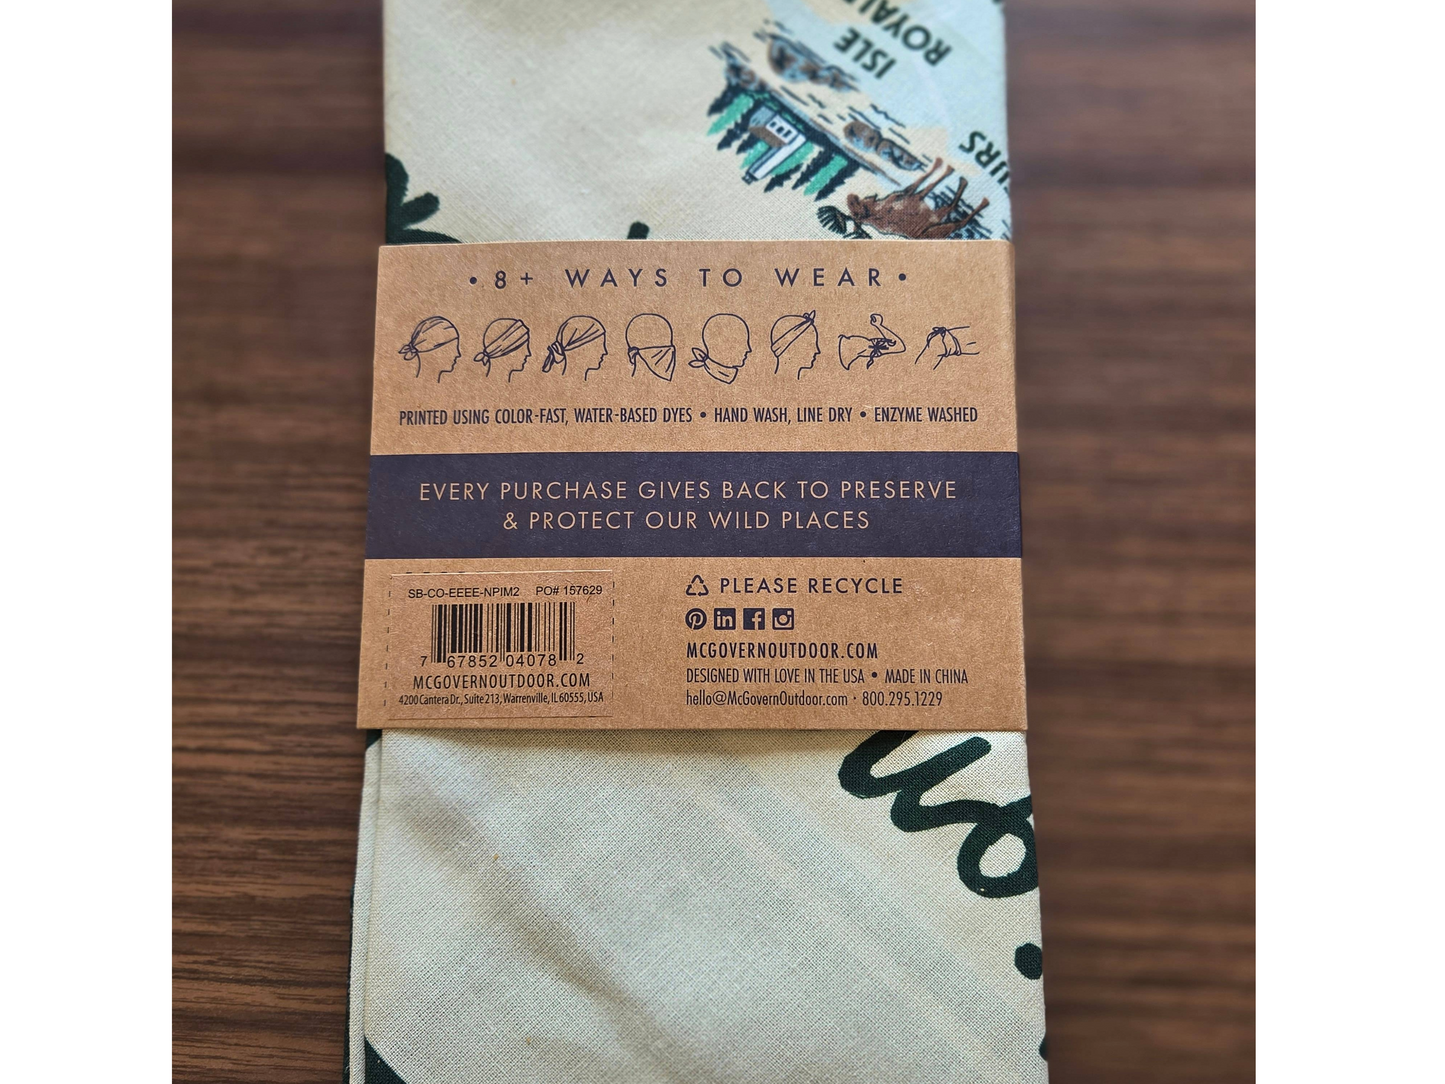 ISLE
ROYALE
• 8+ WAYS TO WEAR •
PRINTED USING COLOR-FAST, WATER-BASED DYES • HAND WASH, LINE DRY • ENZYME WASHED
EVERY PURCHASE GIVES BACK TO PRESERVE
& PROTECT OUR WILD PLACES
SB-CO-EEEE-NPIM2 PO# 157629
7 67852 04078 2
MCGOVERNOUTDOOR.COM
4200 Cantera Dr., Suite 213, Warrenville, IL 60555, USA
PLEASE RECYCLE
MCGOVERNOUTDOOR.COM
DESIGNED WITH LOVE IN THE USA • MADE IN CHINA
hello@McGovernOutdoor.com · 800.295.1229